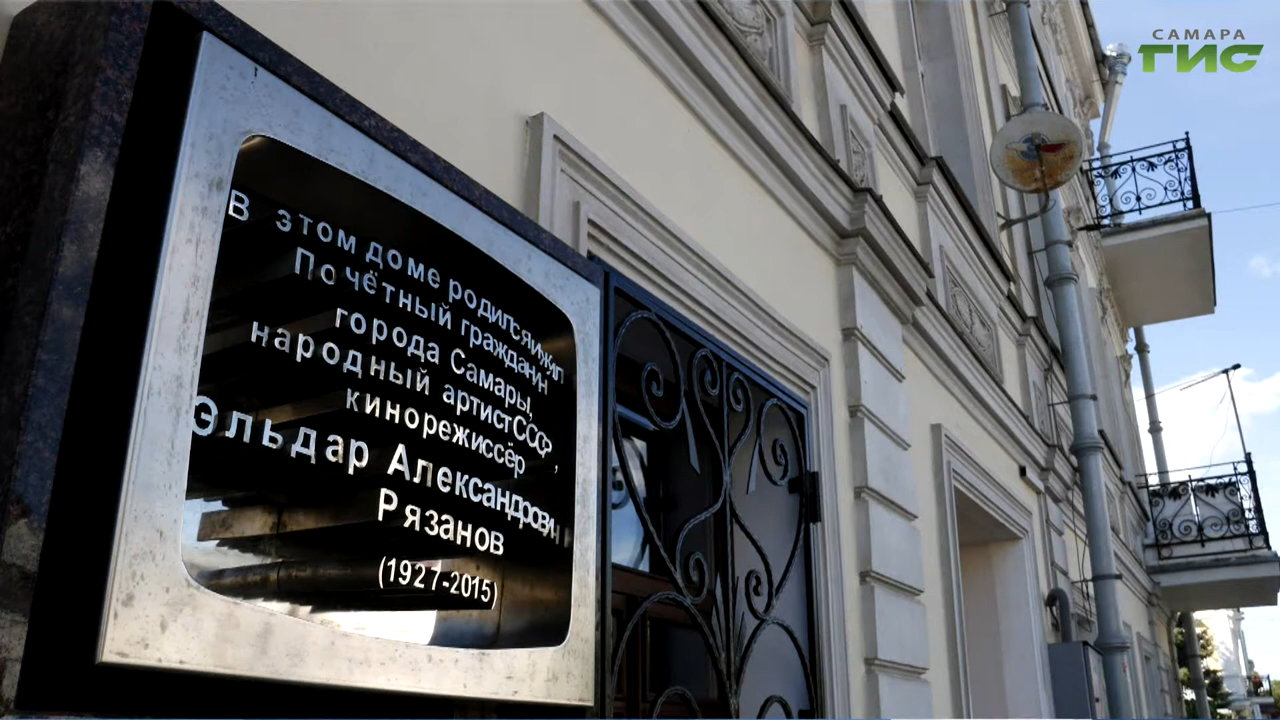 САМАРА
ГИС
В этом доме родился и жил
Почётный гражданин
города Самары,
народный артист СССР,
кинорежиссёр
Эльдар Александрович
Рязанов
(1927-2015)